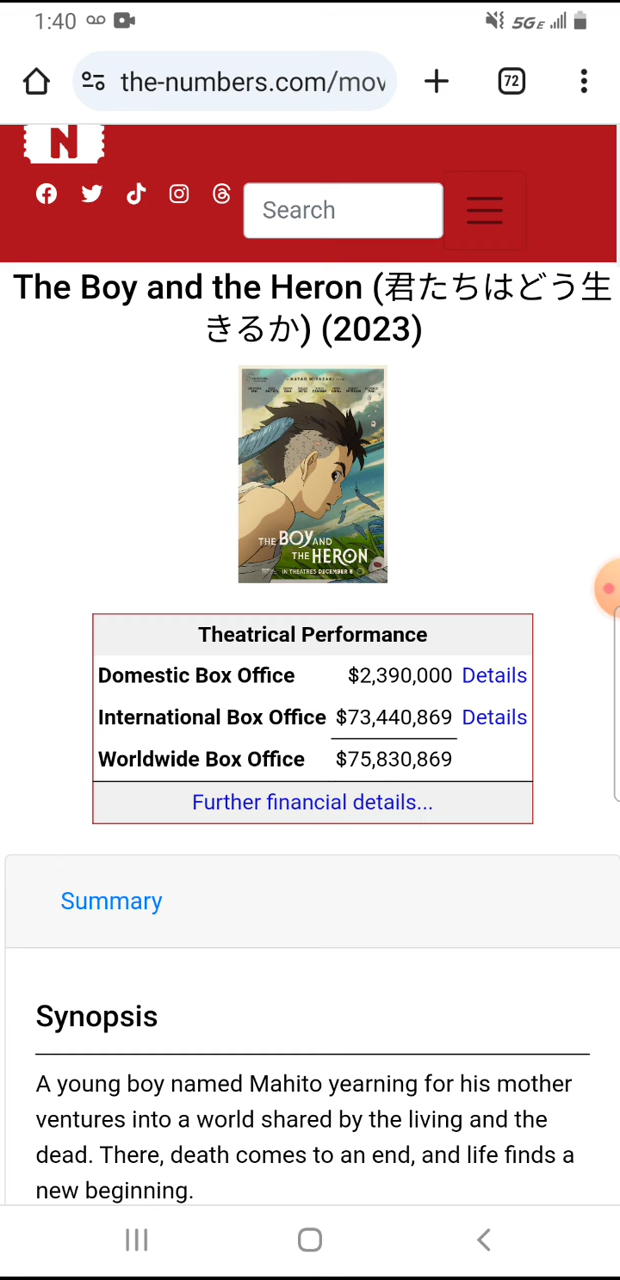 1:40
5GE
the-numbers.com/mov
72
N
Search
The Boy and the Heron (君たちはどう生
きるか) (2023)
THE BOY AND
THE HERON
IN THEATRES DECEMBER 8
Theatrical Performance
Domestic Box Office $2,390,000 Details
International Box Office $73,440,869 Details
Worldwide Box Office $75,830,869
Further financial details...
Summary
Synopsis
A young boy named Mahito yearning for his mother
ventures into a world shared by the living and the
dead. There, death comes to an end, and life finds a
new beginning.